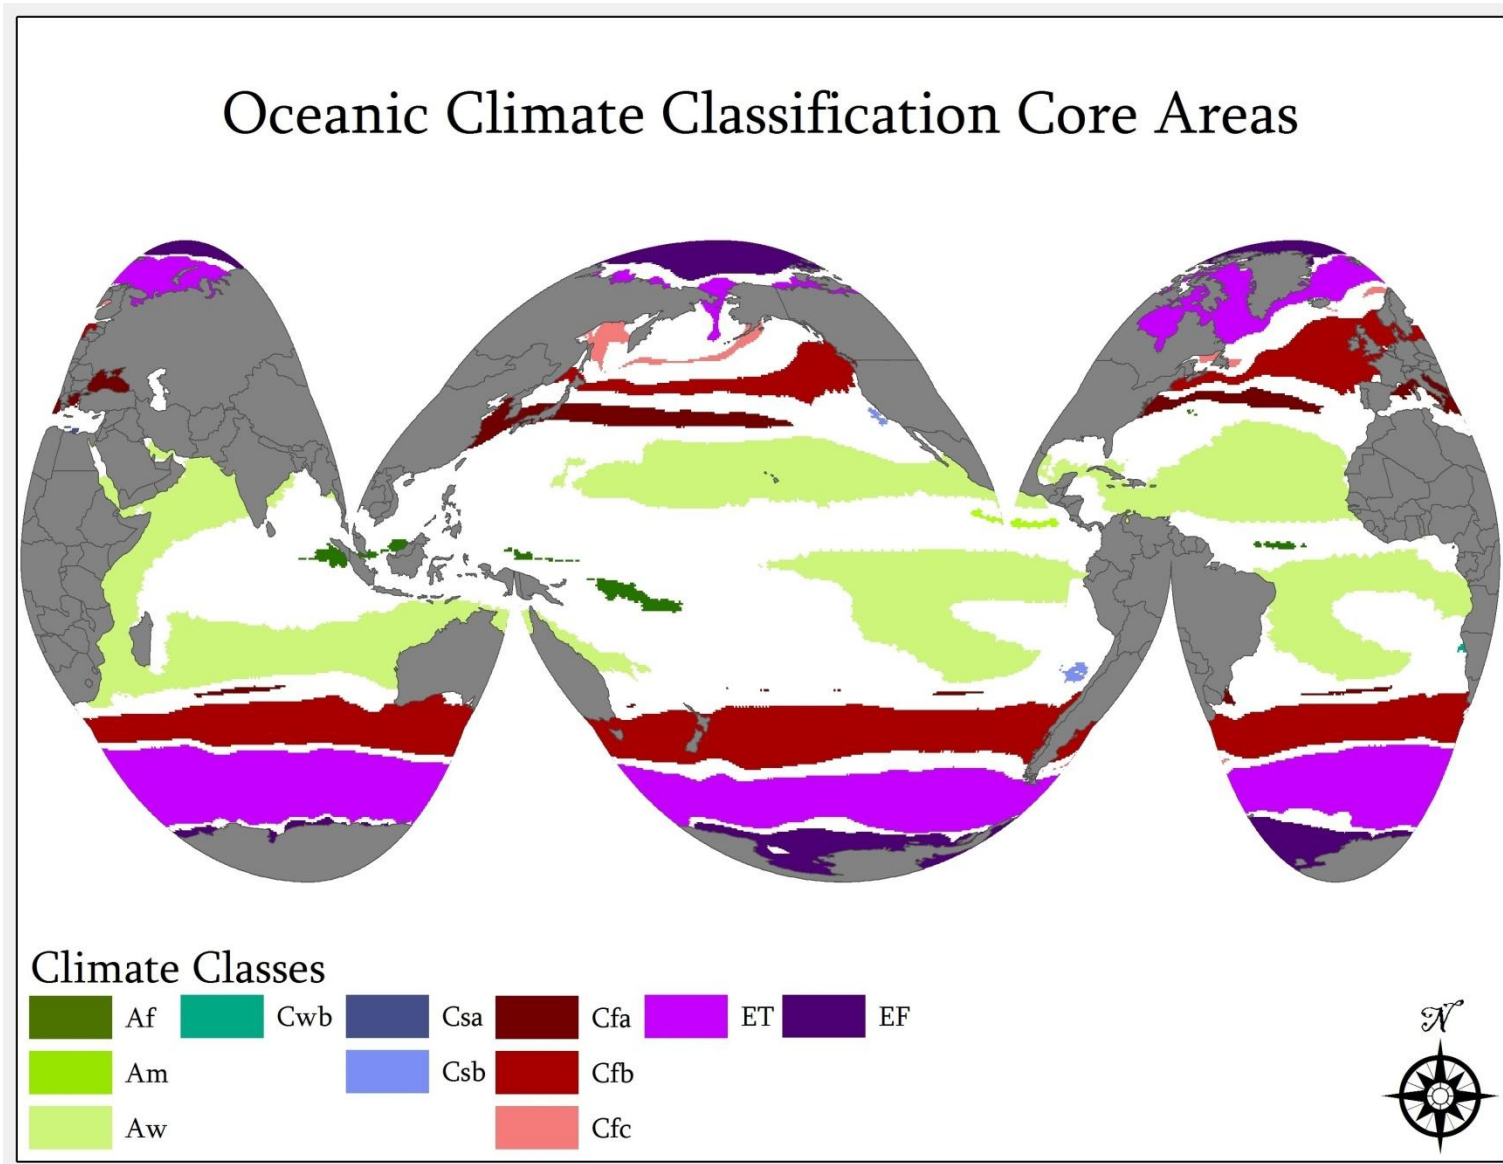 Oceanic Climate Classification Core Areas
Climate Classes
Af Cwb Csa Cfa ET EF
Am Csb Cfb
Aw Cfc
N